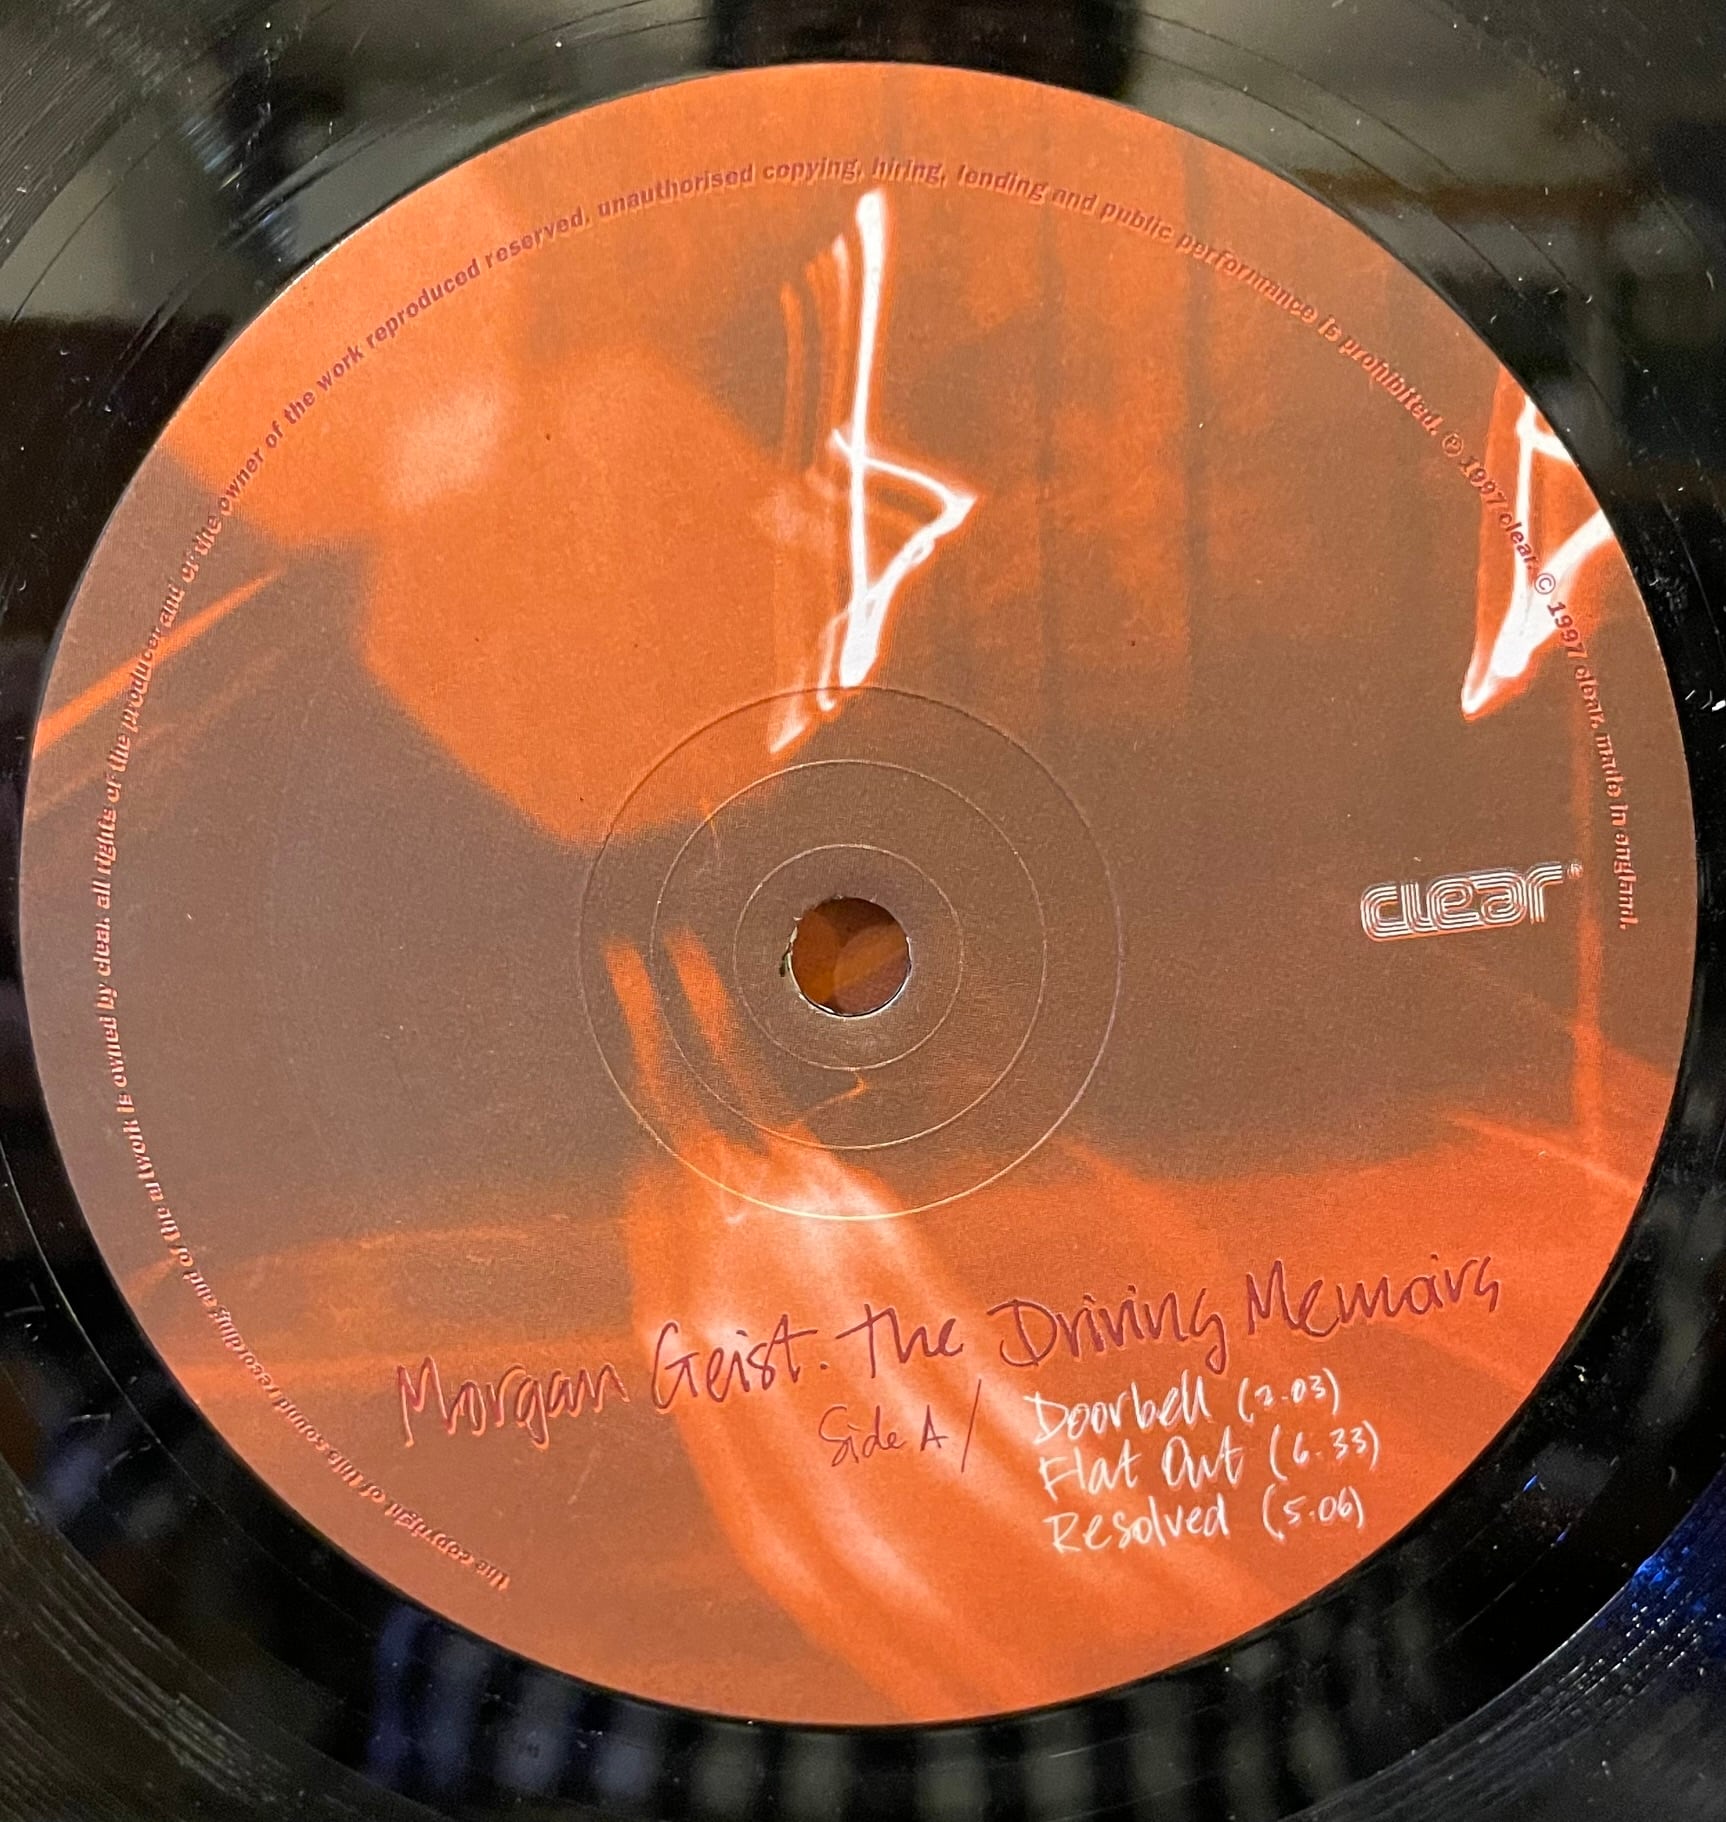 the copyright of this sound recording and of the artwork is owned by clear. all rights of the producer and of the owner of the work reproduced reserved, unauthorised copying, hiring, lending and public performance is prohibited. ℗ 1997 clear. © 1997 clear. made in england.
clear®
Morgan Geist. The Driving Memoirs
Side A / Doorbell (2.03)
Flat Out (6.33)
Resolved (5.06)